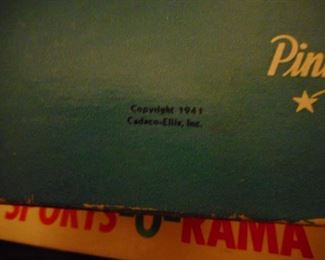 Pin
Copyright 1941
Cadaco-Ellis, Inc.
SPORTS-O-RAMA